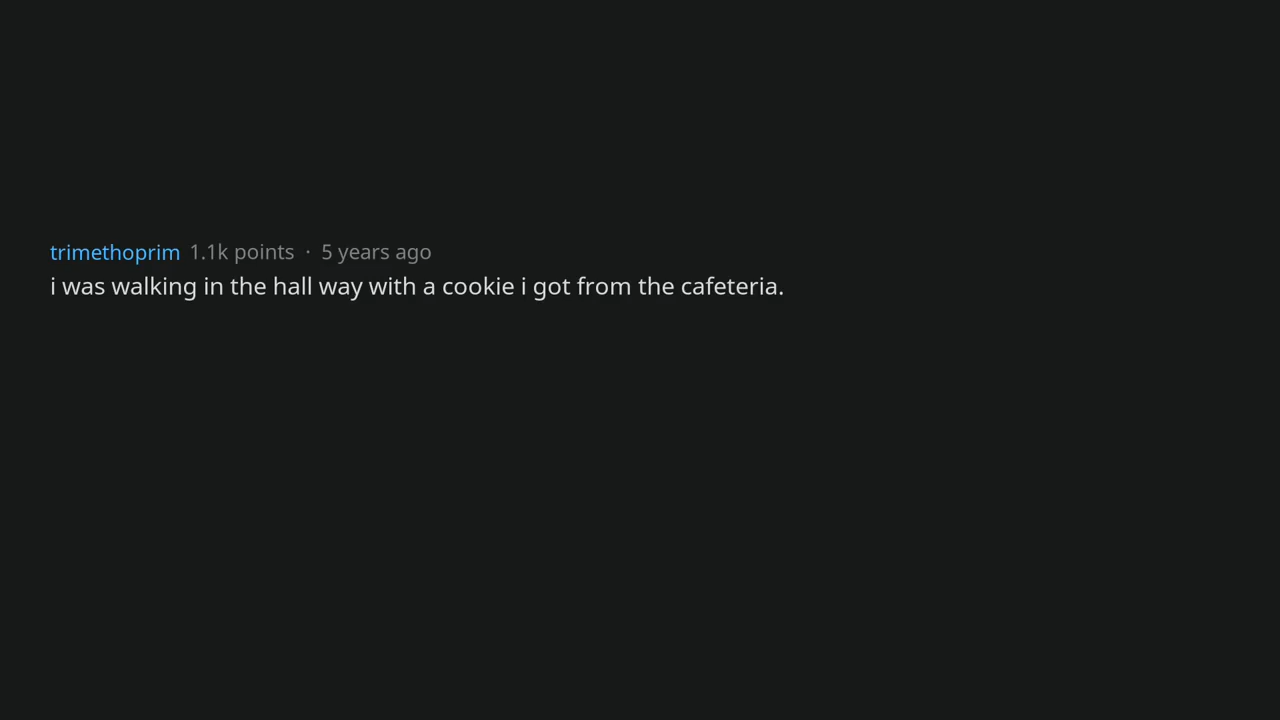 trimethoprim 1.1k points · 5 years ago
i was walking in the hall way with a cookie i got from the cafeteria.